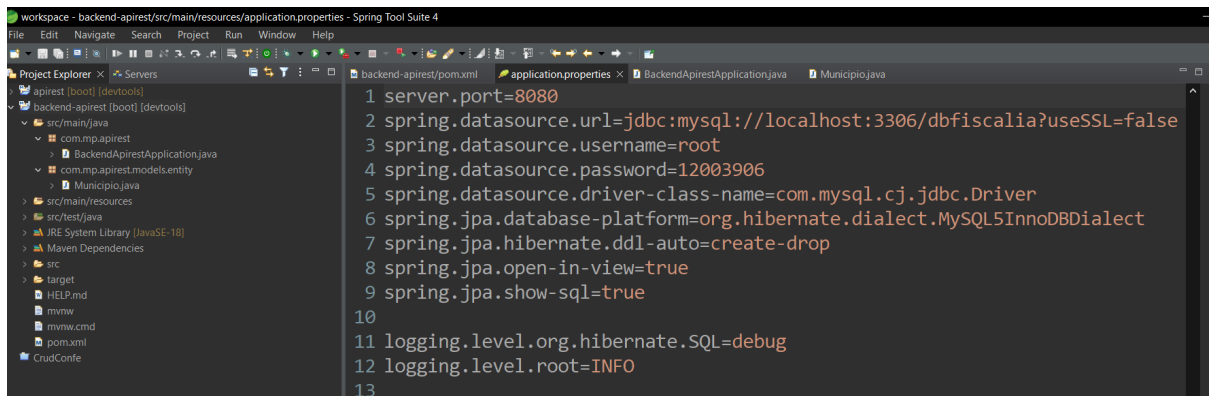 workspace - backend-apirest/src/main/resources/application.properties - Spring Tool Suite 4
File Edit Navigate Search Project Run Window Help
Project Explorer Servers
apirest [boot] [devtools]
backend-apirest [boot] [devtools]
src/main/java
com.mp.apirest
BackendApirestApplication.java
com.mp.apirest.models.entity
Municipio.java
src/main/resources
src/test/java
JRE System Library [JavaSE-18]
Maven Dependencies
src
target
HELP.md
mvnw
mvnw.cmd
pom.xml
CrudConfe
backend-apirest/pom.xml application.properties BackendApirestApplication.java Municipio.java
1 server.port=8080
2 spring.datasource.url=jdbc:mysql://localhost:3306/dbfiscalia?useSSL=false
3 spring.datasource.username=root
4 spring.datasource.password=12003906
5 spring.datasource.driver-class-name=com.mysql.cj.jdbc.Driver
6 spring.jpa.database-platform=org.hibernate.dialect.MySQL5InnoDBDialect
7 spring.jpa.hibernate.ddl-auto=create-drop
8 spring.jpa.open-in-view=true
9 spring.jpa.show-sql=true
10
11 logging.level.org.hibernate.SQL=debug
12 logging.level.root=INFO
13